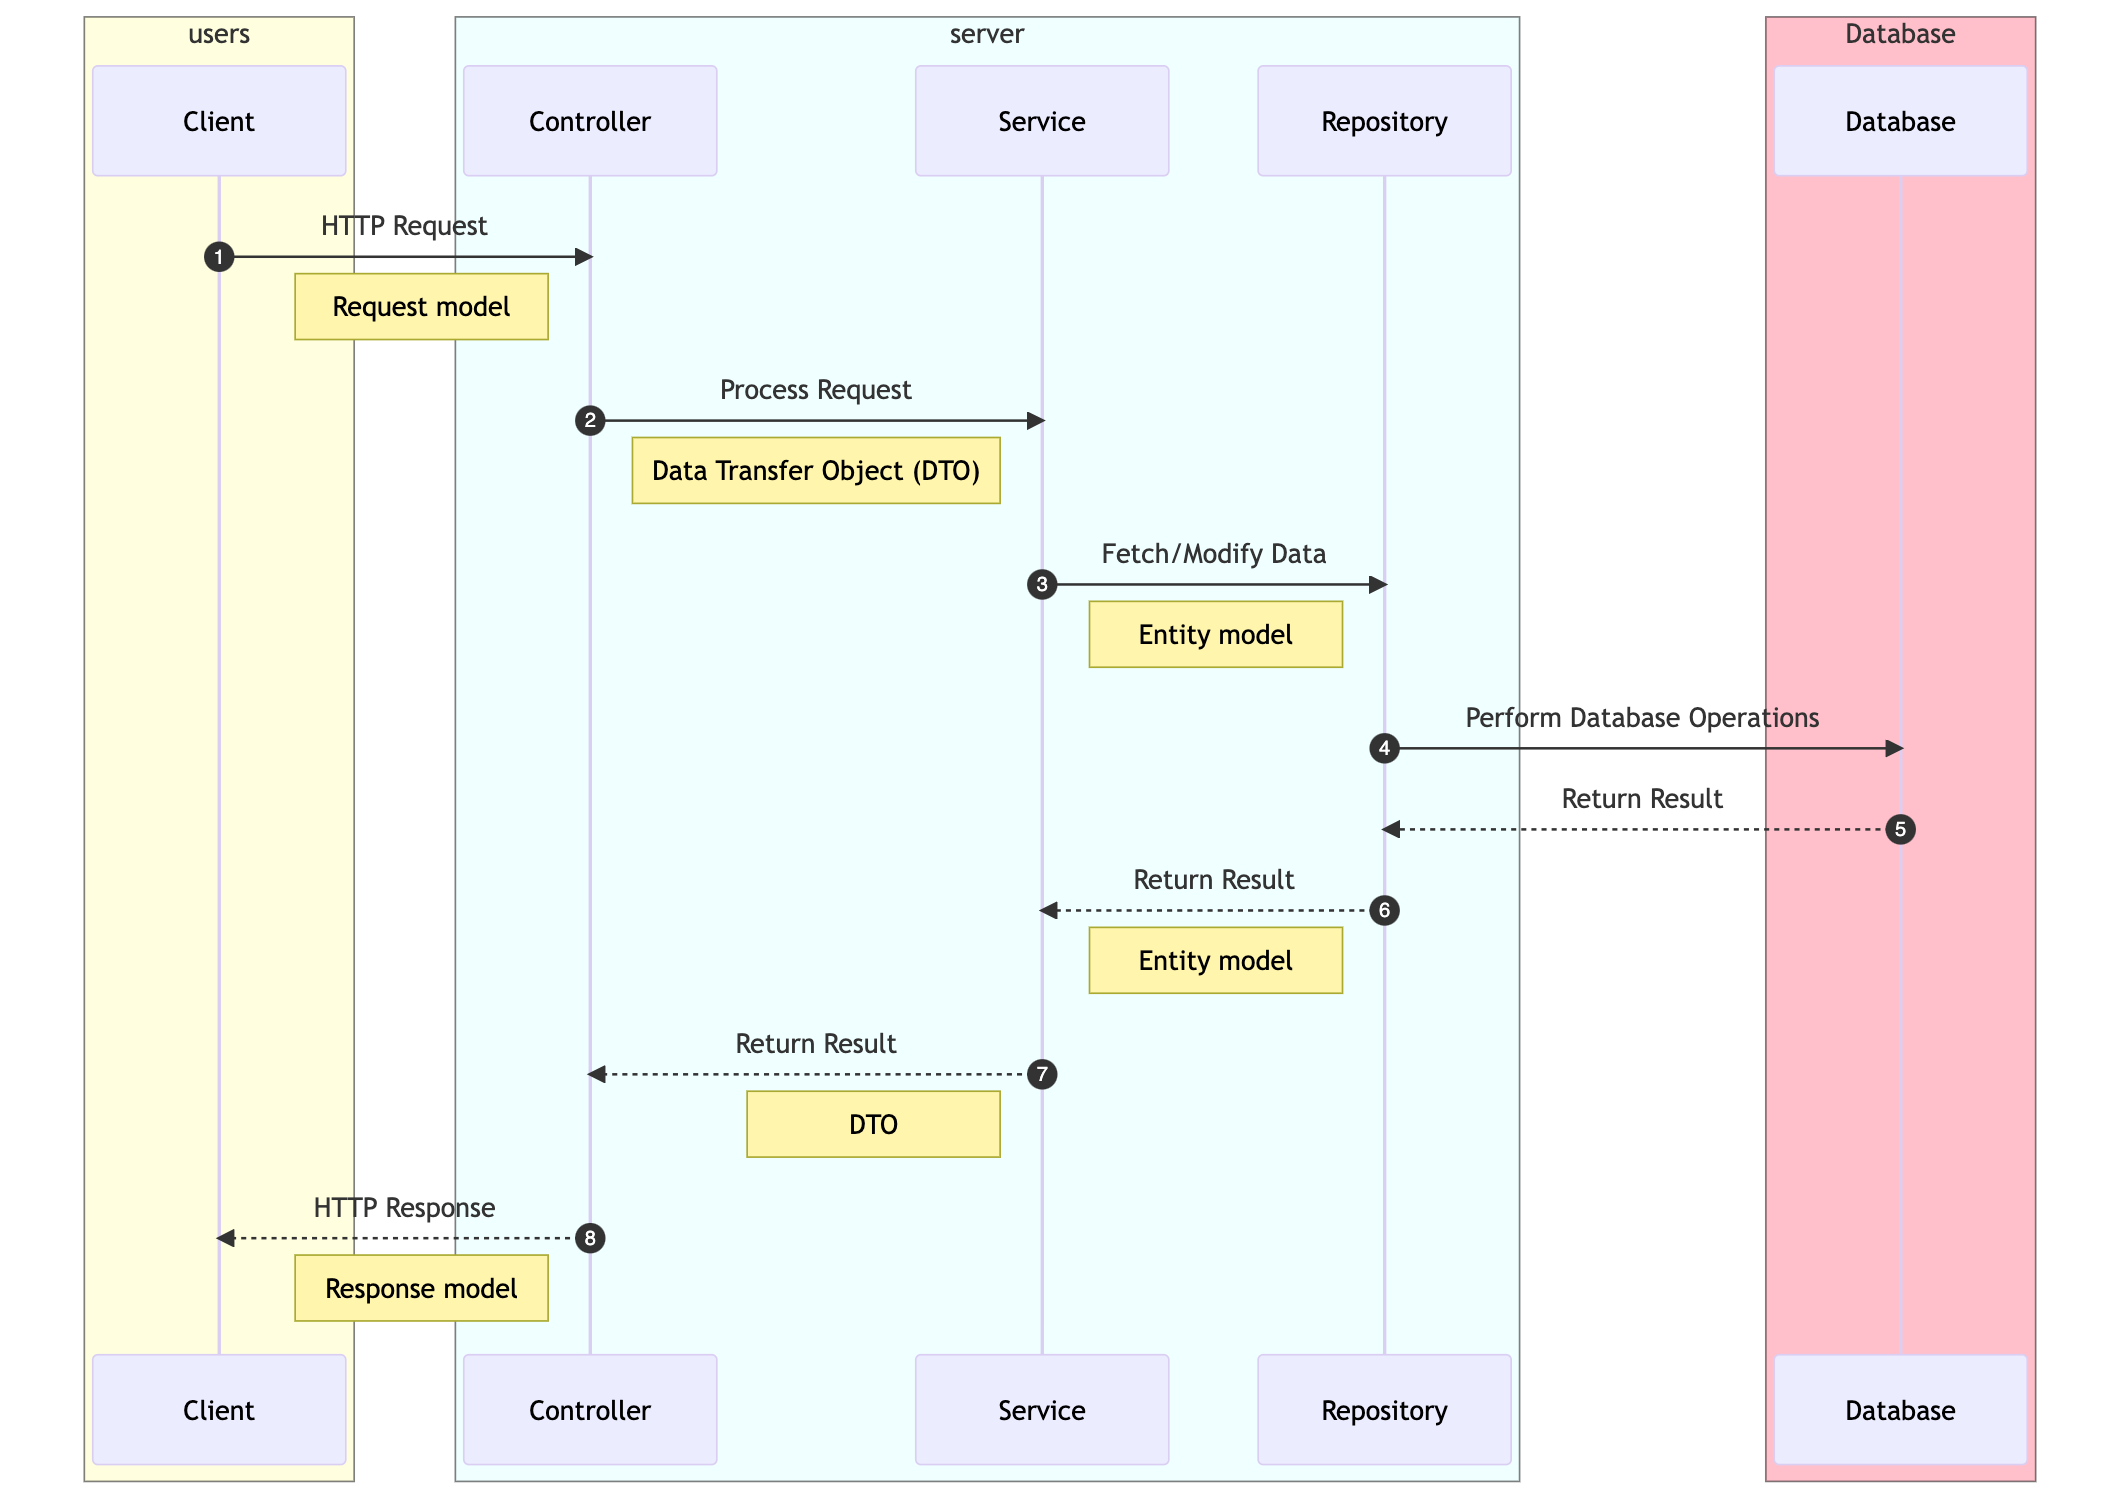 users
server
Database
Client
Controller
Service
Repository
Database
HTTP Request
1
Request model
Process Request
2
Data Transfer Object (DTO)
Fetch/Modify Data
3
Entity model
Perform Database Operations
4
Return Result
5
Return Result
6
Entity model
Return Result
7
DTO
HTTP Response
8
Response model
Client
Controller
Service
Repository
Database